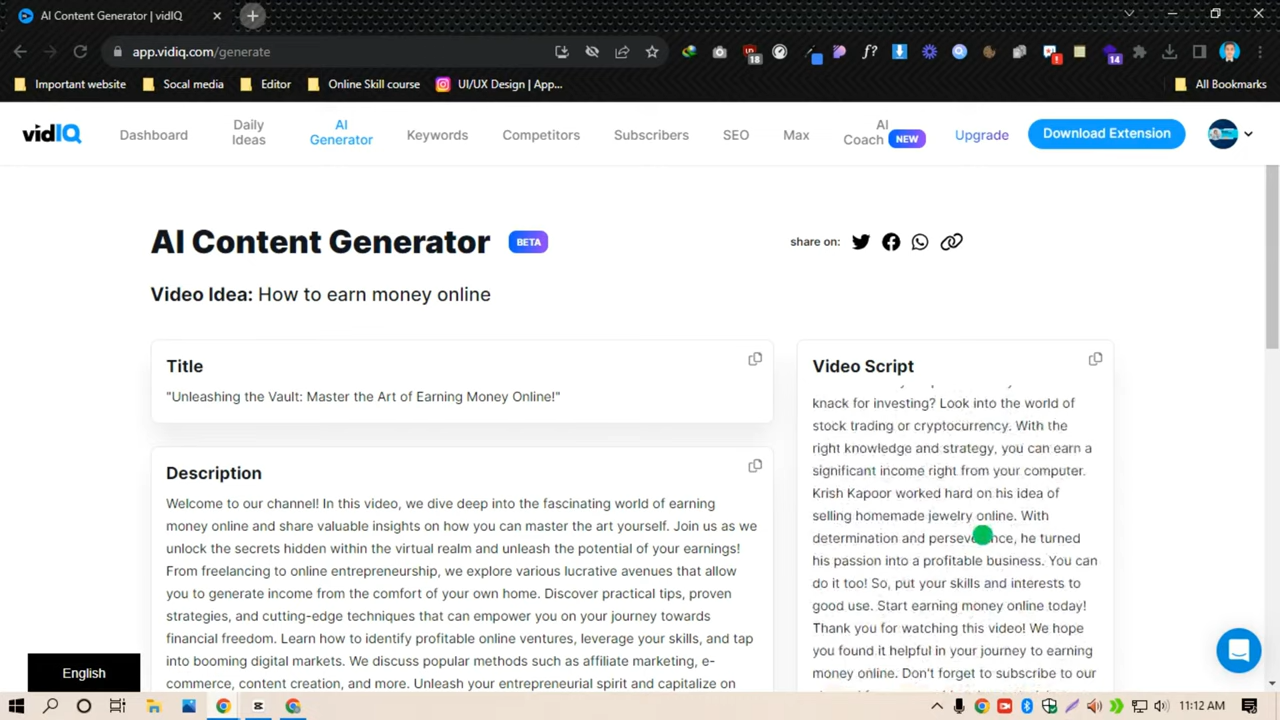 AI Content Generator | vidIQ
app.vidiq.com/generate
18
14
Important website
Socal media
Editor
Online Skill course
UI/UX Design | App...
All Bookmarks
vidIQ
Dashboard
Daily Ideas
AI Generator
Keywords
Competitors
Subscribers
SEO
Max
AI Coach NEW
Upgrade
Download Extension
AI Content Generator BETA
share on:
Video Idea: How to earn money online
Title
"Unleashing the Vault: Master the Art of Earning Money Online!"
Description
Welcome to our channel! In this video, we dive deep into the fascinating world of earning
money online and share valuable insights on how you can master the art yourself. Join us as we
unlock the secrets hidden within the virtual realm and unleash the potential of your earnings!
From freelancing to online entrepreneurship, we explore various lucrative avenues that allow
you to generate income from the comfort of your own home. Discover practical tips, proven
strategies, and cutting-edge techniques that can empower you on your journey towards
financial freedom. Learn how to identify profitable online ventures, leverage your skills, and tap
into booming digital markets. We discuss popular methods such as affiliate marketing, e-
commerce, content creation, and more. Unleash your entrepreneurial spirit and capitalize on
Video Script
knack for investing? Look into the world of
stock trading or cryptocurrency. With the
right knowledge and strategy, you can earn a
significant income right from your computer.
Krish Kapoor worked hard on his idea of
selling homemade jewelry online. With
determination and perseverance, he turned
his passion into a profitable business. You can
do it too! So, put your skills and interests to
good use. Start earning money online today!
Thank you for watching this video! We hope
you found it helpful in your journey to earning
money online. Don't forget to subscribe to our
English
11:12 AM